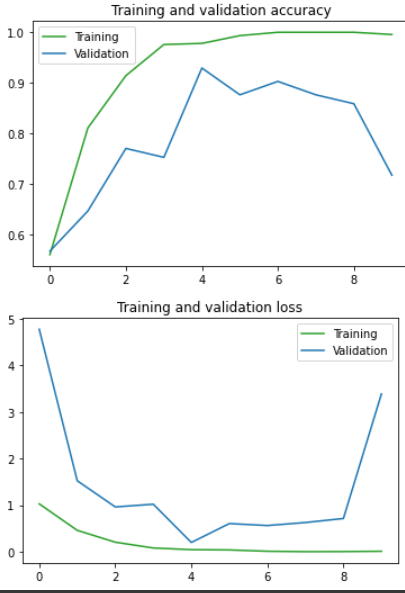 Training and validation accuracy
1.0
0.9
0.8
0.7
0.6
Training
Validation
0 2 4 6 8
Training and validation loss
5
4
3
2
1
0
Training
Validation
0 2 4 6 8